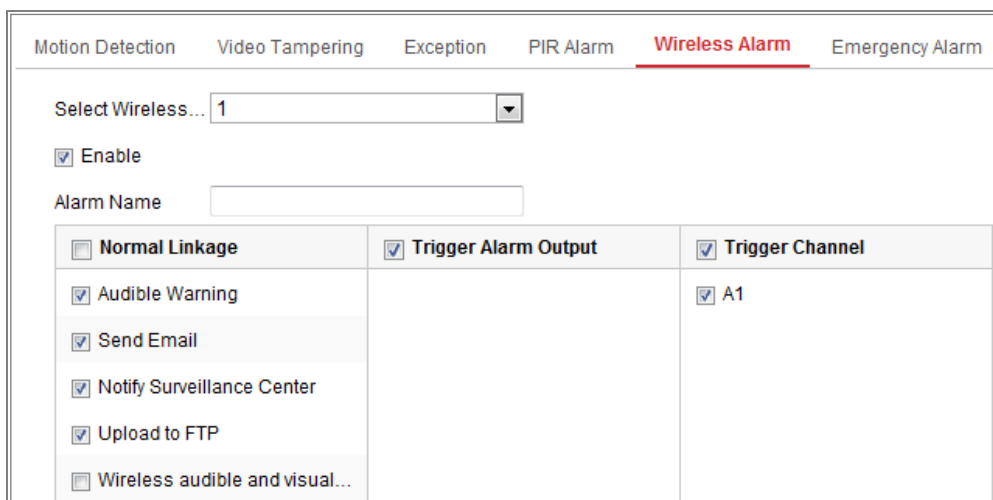 Motion Detection Video Tampering Exception PIR Alarm Wireless Alarm Emergency Alarm
Select Wireless... 1
Enable
Alarm Name
Normal Linkage Trigger Alarm Output Trigger Channel
Audible Warning A1
Send Email
Notify Surveillance Center
Upload to FTP
Wireless audible and visual...